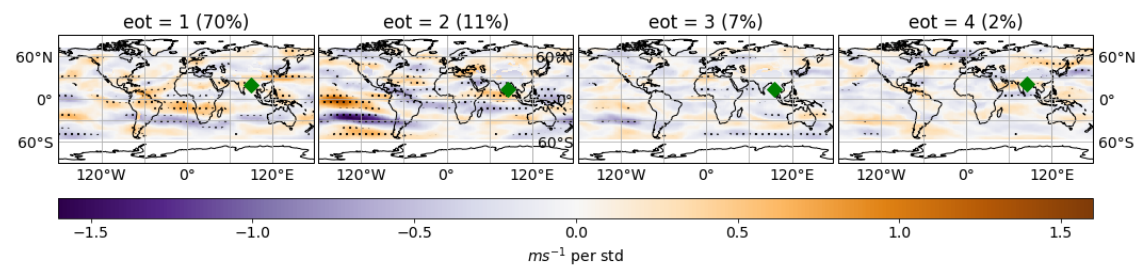 eot = 1 (70%) eot = 2 (11%) eot = 3 (7%) eot = 4 (2%)
60°N 60°N 60°N
0° 0° 0°
60°S 60°S 60°S
120°W 0° 120°E 120°W 0° 120°E 120°W 0° 120°E 120°W 0° 120°E
−1.5 −1.0 −0.5 0.0 0.5 1.0 1.5
ms⁻¹ per std